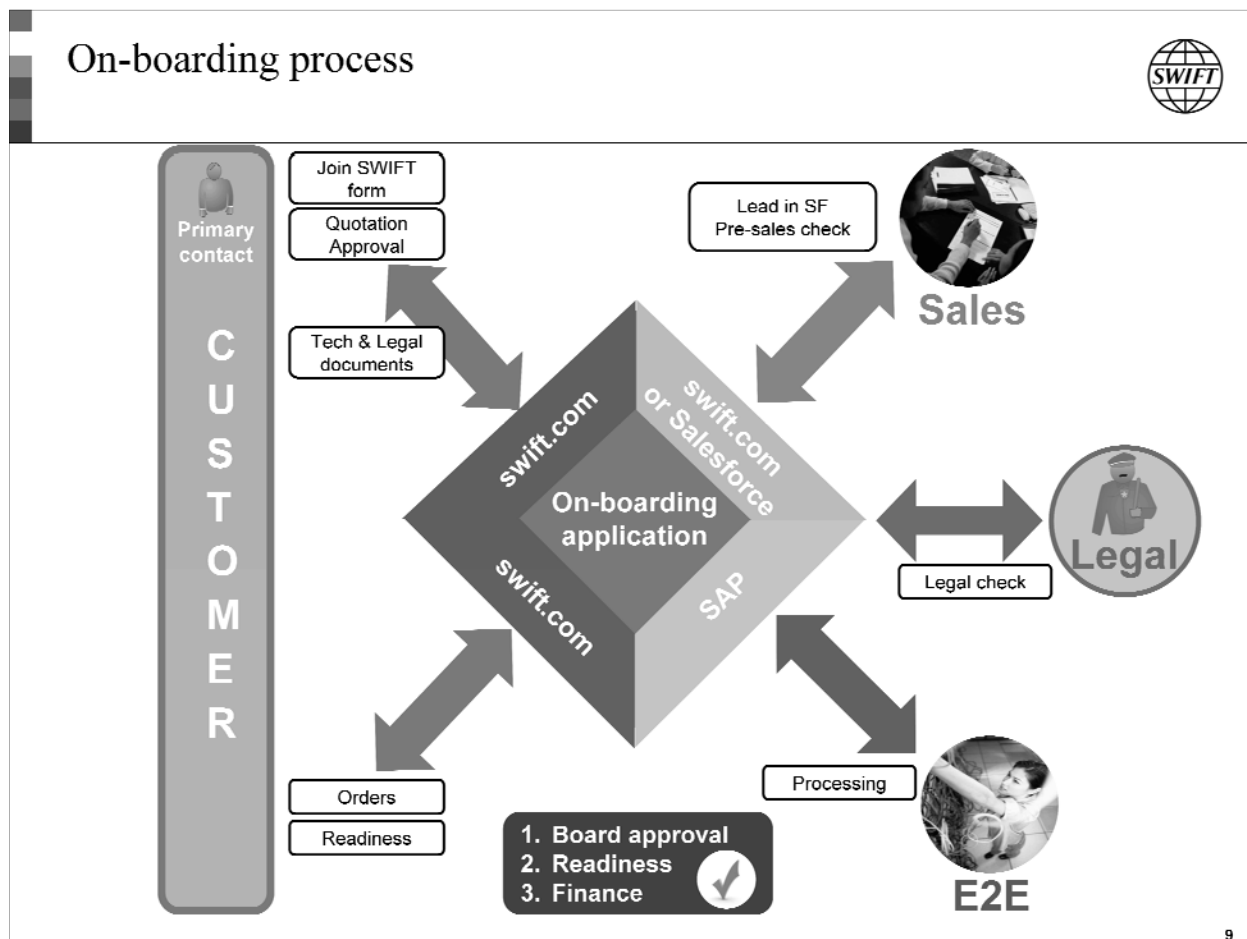 On-boarding process
SWIFT
Primary
contact
C
U
S
T
O
M
E
R
Join SWIFT
form
Quotation
Approval
Tech & Legal
documents
Lead in SF
Pre-sales check
Sales
swift.com
swift.com
or Salesforce
On-boarding
application
swift.com
SAP
Legal
Legal check
Orders
Readiness
Processing
E2E
1. Board approval
2. Readiness
3. Finance
9